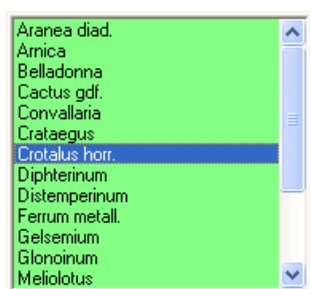 Aranea diad.
Arnica
Belladonna
Cactus gdf.
Convallaria
Crataegus
Crotalus horr.
Diphterinum
Distemperinum
Ferrum metall.
Gelsemium
Glonoinum
Meliolotus